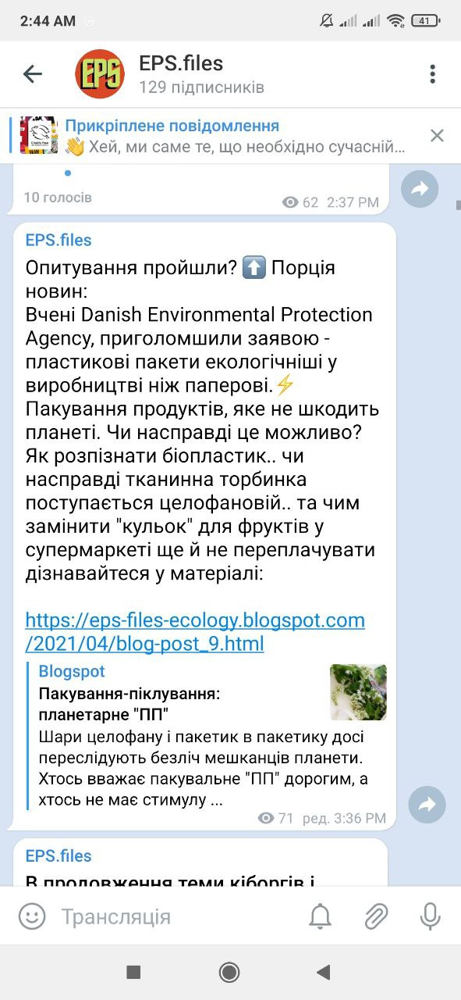 2:44 AM
41
EPS
EPS.files
129 підписників
Прикріплене повідомлення
👋 Хей, ми саме те, що необхідно сучасній...
10 голосів
62 2:37 PM
EPS.files
Опитування пройшли? ⬆️ Порція
новин:
Вчені Danish Environmental Protection
Agency, приголомшили заявою -
пластикові пакети екологічніші у
виробництві ніж паперові.⚡
Пакування продуктів, яке не шкодить
планеті. Чи насправді це можливо?
Як розпізнати біопластик.. чи
насправді тканинна торбинка
поступається целофановій.. та чим
замінити "кульок" для фруктів у
супермаркеті ще й не переплачувати
дізнавайтеся у матеріалі:
https://eps-files-ecology.blogspot.com
/2021/04/blog-post_9.html
Blogspot
Пакування-піклування:
планетарне "ПП"
Шари целофану і пакетик в пакетику досі
переслідують безліч мешканців планети.
Хтось вважає пакувальне "ПП" дорогим, а
хтось не має стимулу ...
71 ред. 3:36 PM
EPS.files
В продовження теми кіборгів і
Трансляція